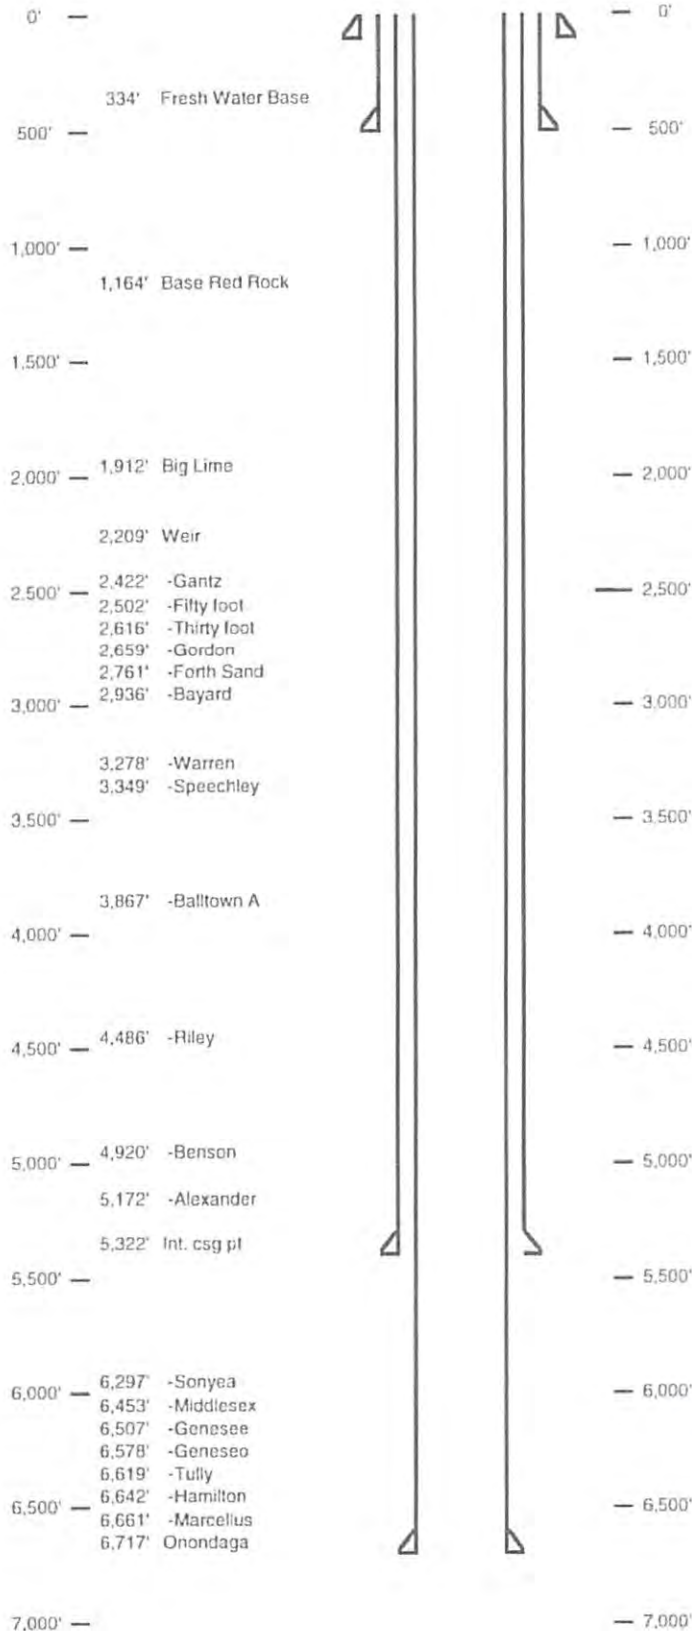 0' 0'
334' Fresh Water Base
500' 500'
1,000' 1,000'
1,164' Base Red Rock
1,500' 1,500'
1,912' Big Lime
2,000' 2,000'
2,209' Weir
2,422' -Gantz
2,500' 2,500'
2,502' -Fifty foot
2,616' -Thirty foot
2,659' -Gordon
2,761' -Forth Sand
2,936' -Bayard
3,000' 3,000'
3,278' -Warren
3,349' -Speechley
3,500' 3,500'
3,867' -Balltown A
4,000' 4,000'
4,486' -Riley
4,500' 4,500'
4,920' -Benson
5,000' 5,000'
5,172' -Alexander
5,322' Int. csg pt
5,500' 5,500'
6,297' -Sonyea
6,000' 6,000'
6,453' -Middlesex
6,507' -Genesee
6,578' -Geneseo
6,619' -Tully
6,642' -Hamilton
6,500' 6,500'
6,661' -Marcellus
6,717' Onondaga
7,000' 7,000'